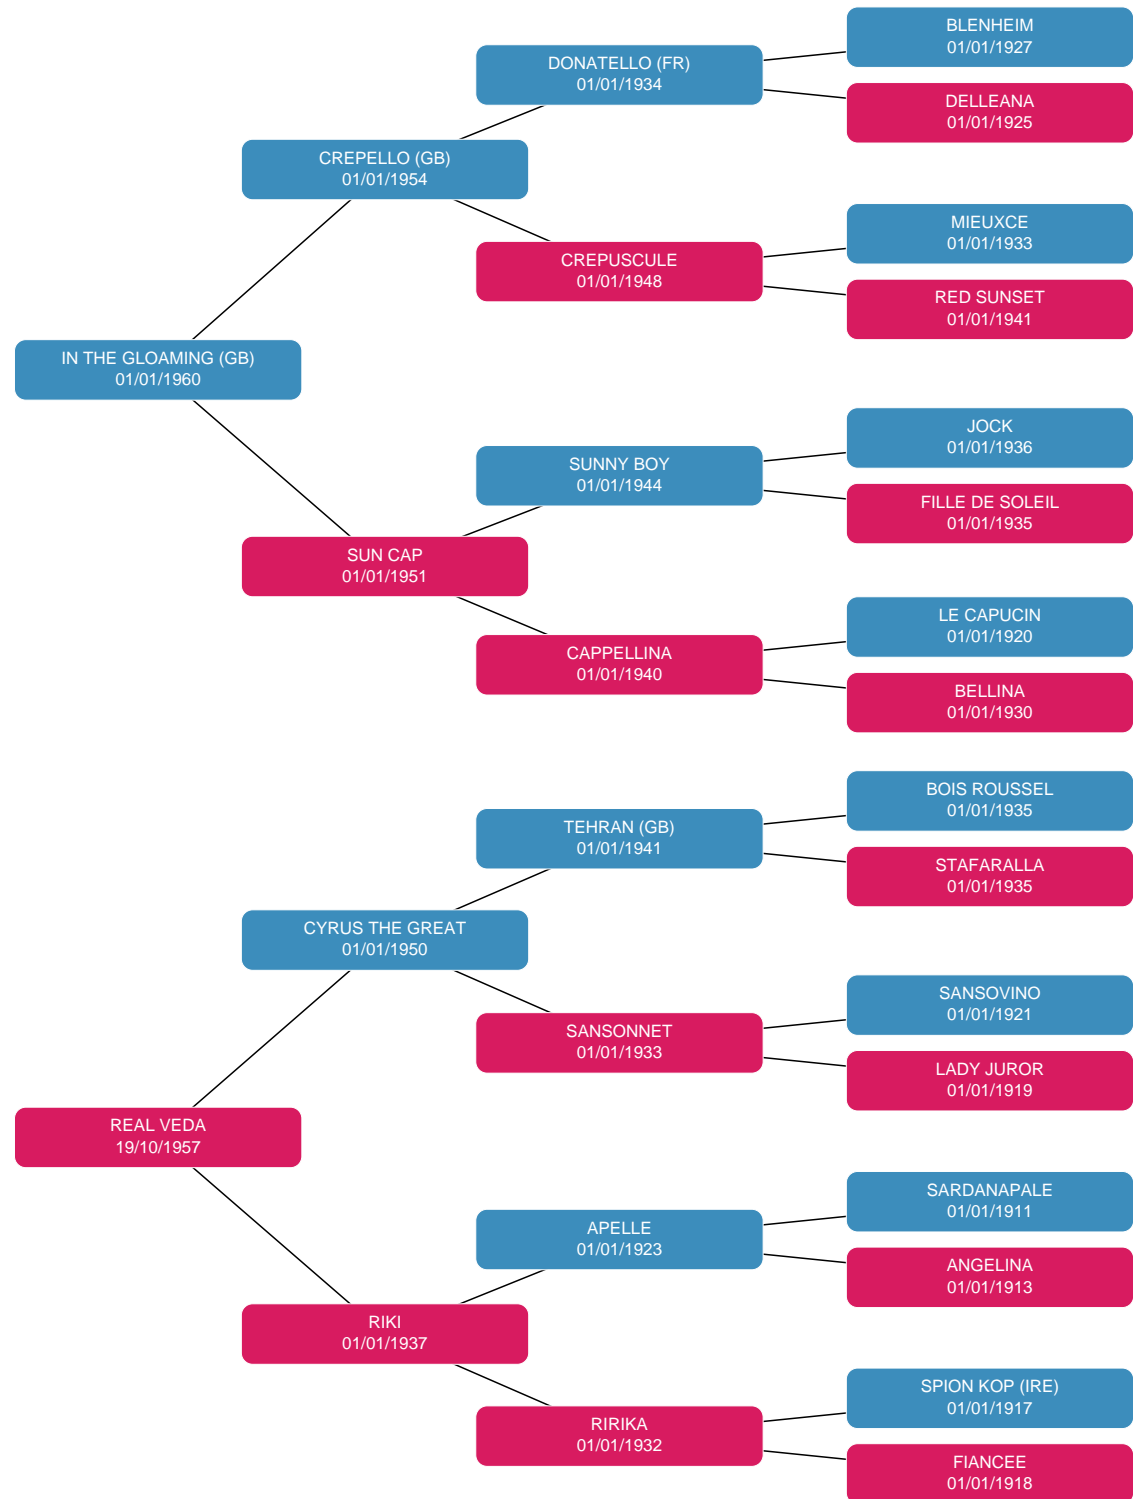 BLENHEIM
01/01/1927
DONATELLO (FR)
01/01/1934
DELLEANA
01/01/1925
CREPELLO (GB)
01/01/1954
MIEUXCE
01/01/1933
CREPUSCULE
01/01/1948
RED SUNSET
01/01/1941
IN THE GLOAMING (GB)
01/01/1960
JOCK
01/01/1936
SUNNY BOY
01/01/1944
FILLE DE SOLEIL
01/01/1935
SUN CAP
01/01/1951
LE CAPUCIN
01/01/1920
CAPPELLINA
01/01/1940
BELLINA
01/01/1930
BOIS ROUSSEL
01/01/1935
TEHRAN (GB)
01/01/1941
STAFARALLA
01/01/1935
CYRUS THE GREAT
01/01/1950
SANSOVINO
01/01/1921
SANSONNET
01/01/1933
LADY JUROR
01/01/1919
REAL VEDA
19/10/1957
SARDANAPALE
01/01/1911
APELLE
01/01/1923
ANGELINA
01/01/1913
RIKI
01/01/1937
SPION KOP (IRE)
01/01/1917
RIRIKA
01/01/1932
FIANCEE
01/01/1918